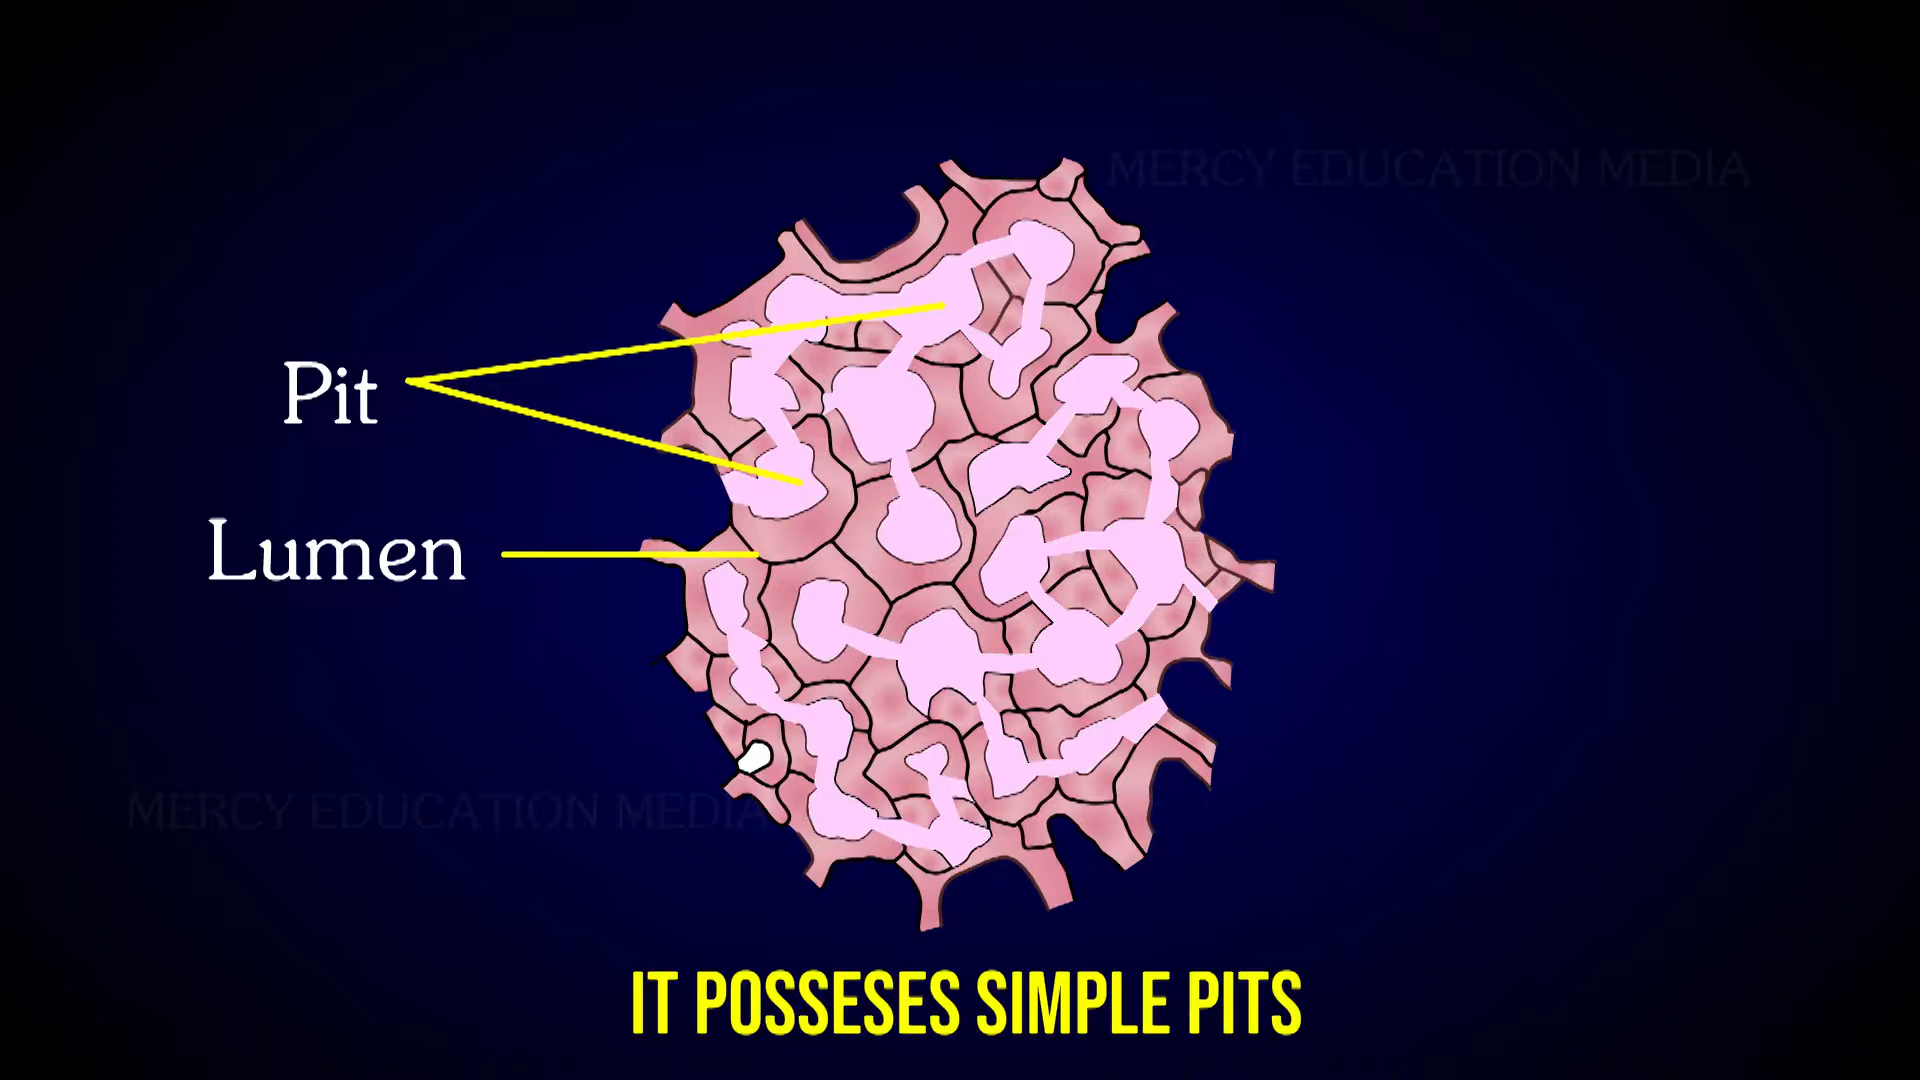 MERCY EDUCATION MEDIA
Pit
Lumen
MERCY EDUCATION MEDIA
IT POSSESES SIMPLE PITS